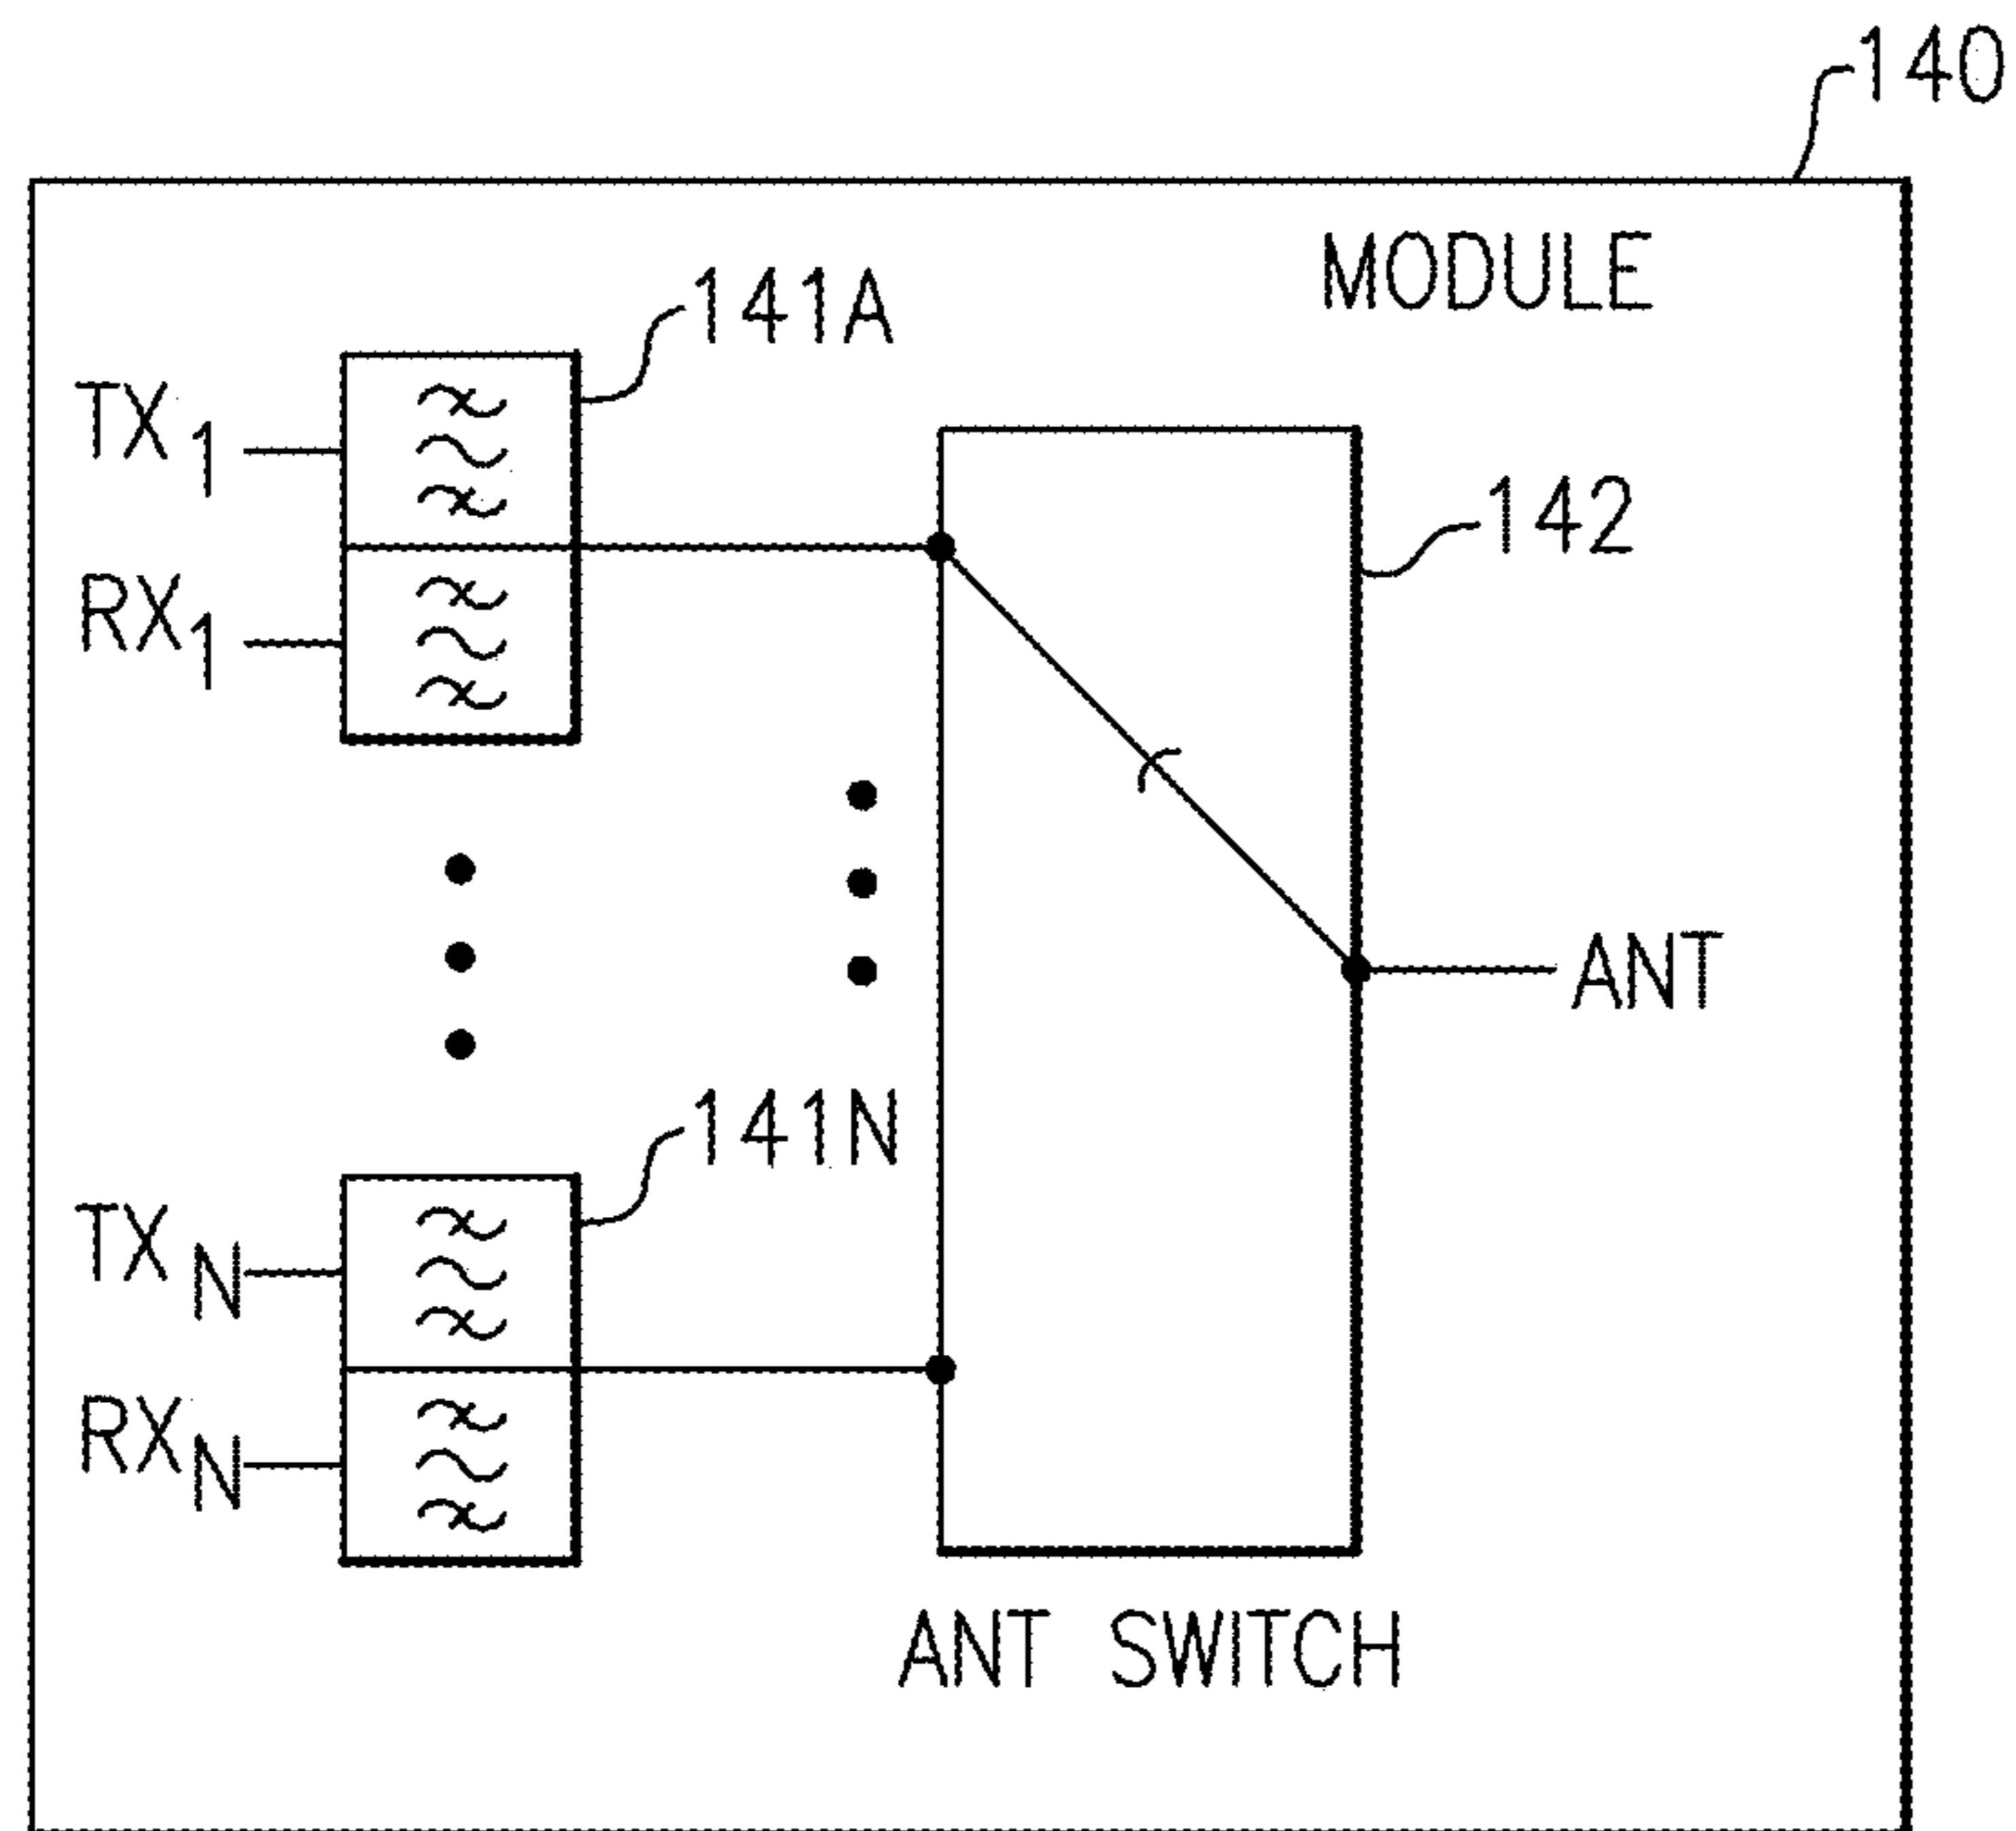 140
MODULE
141A
TX1
RX1
142
ANT
141N
TXN
RXN
ANT SWITCH